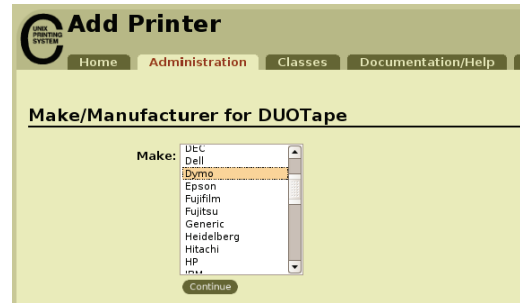 UNIX
PRINTING
SYSTEM
Add Printer
Home Administration Classes Documentation/Help
Make/Manufacturer for DUOTape
Make:
DEC
Dell
Dymo
Epson
Fujifilm
Fujitsu
Generic
Heidelberg
Hitachi
HP
IBM
Continue